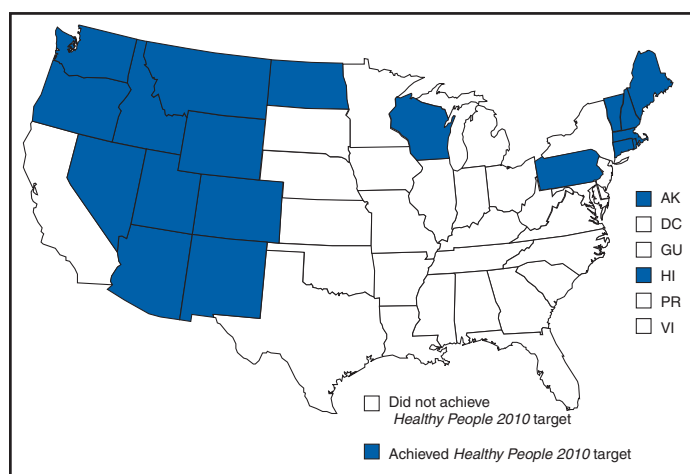 AK
DC
GU
HI
PR
VI
Did not achieve
Healthy People 2010 target
Achieved Healthy People 2010 target